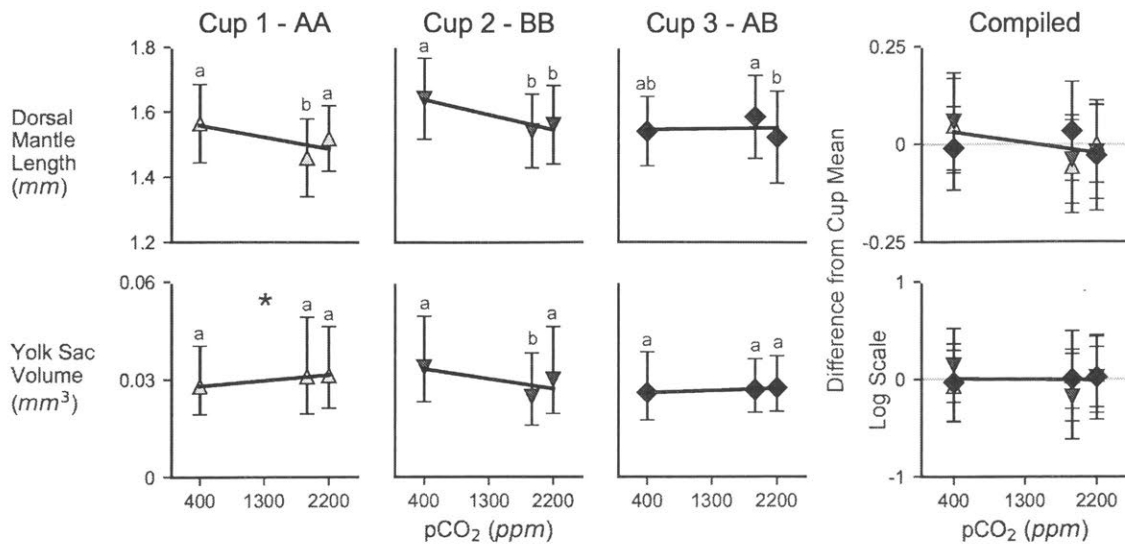 Cup 1 - AA
Cup 2 - BB
Cup 3 - AB
Compiled
Dorsal
Mantle
Length
(mm)
1.8
1.6
1.4
1.2
a
b
a
a
b
b
ab
a
b
Difference from Cup Mean
0.25
0
-0.25
Yolk Sac
Volume
(mm³)
0.06
0.03
0
a
*
a
a
a
b
a
a
a
a
Log Scale
1
0
-1
400
1300
2200
400
1300
2200
400
1300
2200
400
1300
2200
pCO₂ (ppm)
pCO₂ (ppm)